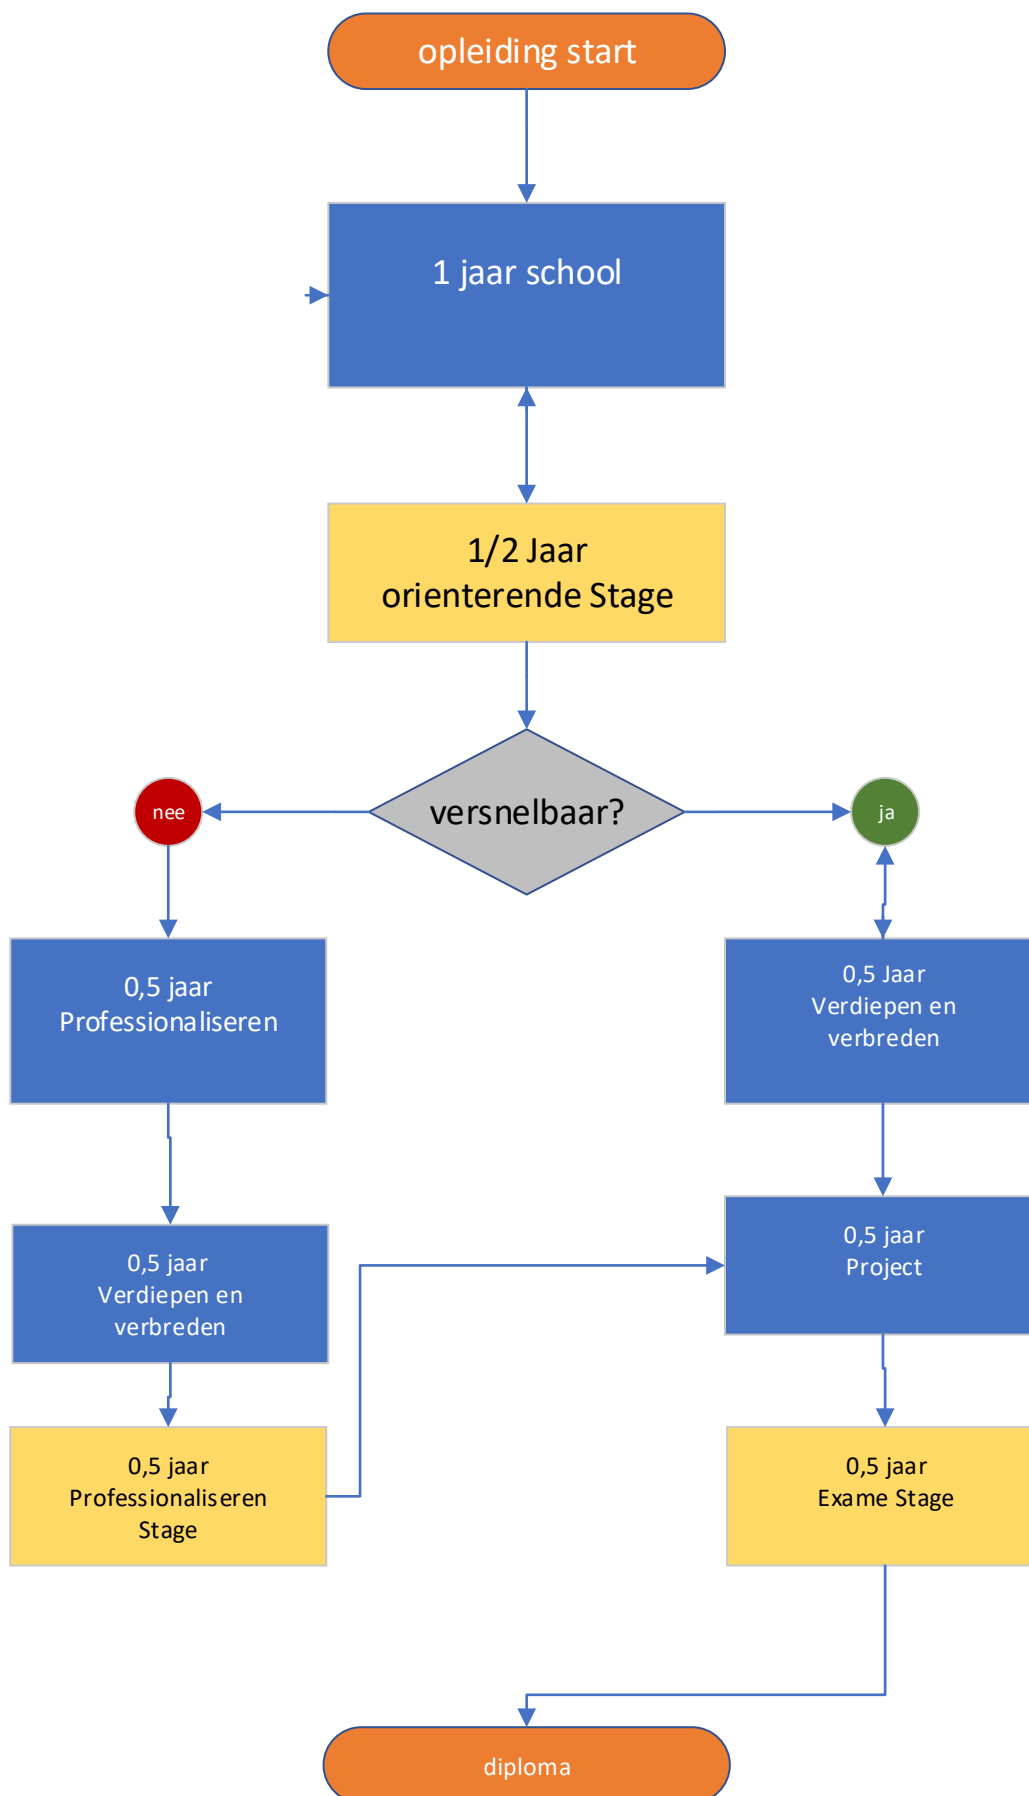 opleiding start
1 jaar school
1/2 Jaar
orienterende Stage
versnelbaar?
nee
ja
0,5 jaar
Professionaliseren
0,5 Jaar
Verdiepen en
verbreden
0,5 jaar
Verdiepen en
verbreden
0,5 jaar
Project
0,5 jaar
Professionaliseren
Stage
0,5 jaar
Exame Stage
diploma